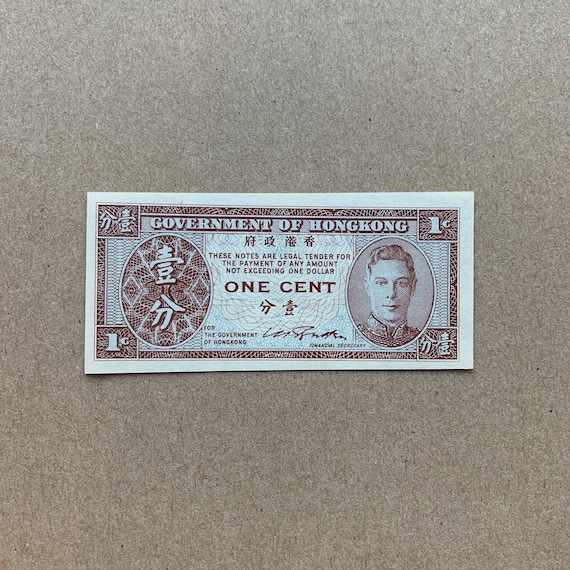 分壹 GOVERNMENT OF HONGKONG 1¢
府政港香
THESE NOTES ARE LEGAL TENDER FOR
THE PAYMENT OF ANY AMOUNT
NOT EXCEEDING ONE DOLLAR
壹分
ONE CENT
分壹
FOR
THE GOVERNMENT
OF HONGKONG
FINANCIAL SECRETARY
1¢ 分壹